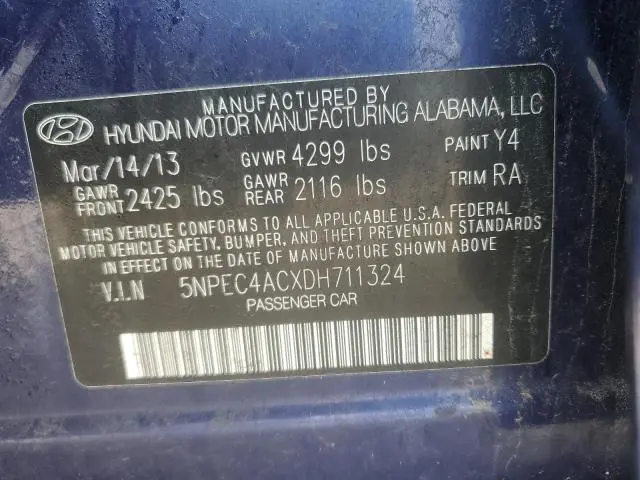 MANUFACTURED BY
HYUNDAI MOTOR MANUFACTURING ALABAMA, LLC
Mar/14/13 GVWR 4299 lbs PAINT Y4
GAWR FRONT 2425 lbs GAWR REAR 2116 lbs TRIM RA
THIS VEHICLE CONFORMS TO ALL APPLICABLE U.S.A. FEDERAL
MOTOR VEHICLE SAFETY, BUMPER, AND THEFT PREVENTION STANDARDS
IN EFFECT ON THE DATE OF MANUFACTURE SHOWN ABOVE
V.I.N 5NPEC4ACXDH711324
PASSENGER CAR